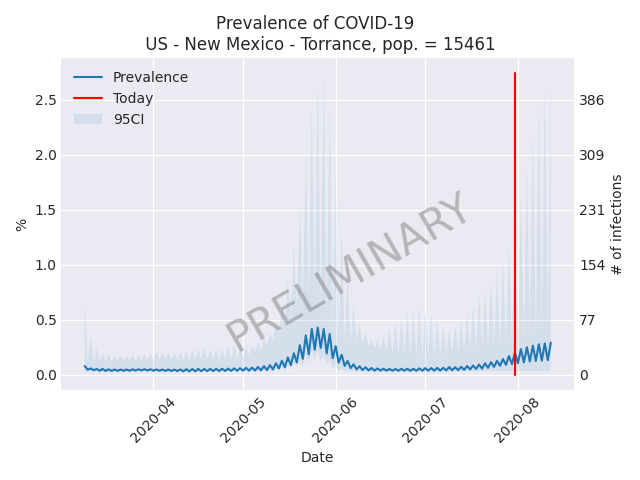 Prevalence of COVID-19
US - New Mexico - Torrance, pop. = 15461
Prevalence
Today
95CI
2.5
2.0
1.5
1.0
0.5
0.0
%
386
309
231
154
77
0
# of infections
PRELIMINARY
2020-04
2020-05
2020-06
2020-07
2020-08
Date